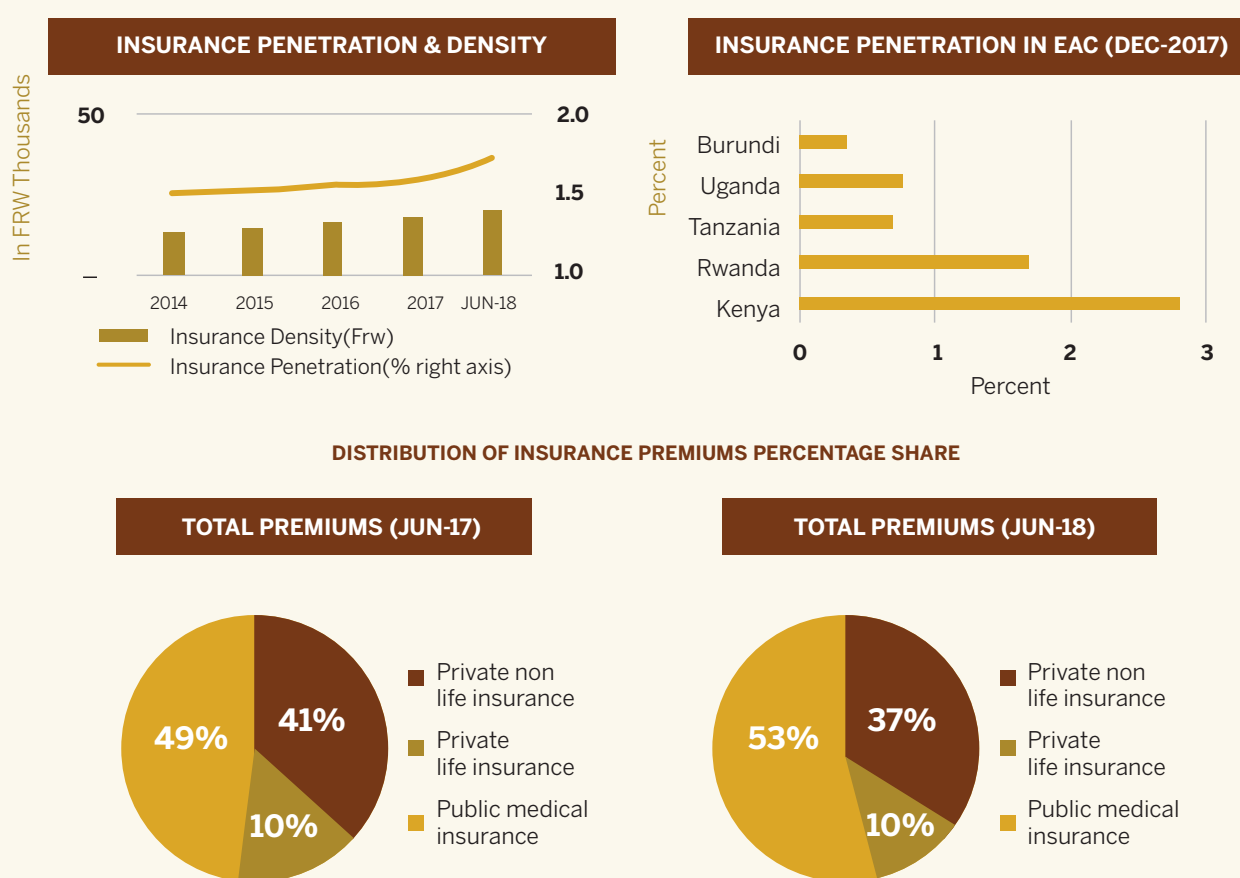 INSURANCE PENETRATION & DENSITY
In FRW Thousands
50
–
2.0
1.5
1.0
2014 2015 2016 2017 JUN-18
Insurance Density(Frw)
Insurance Penetration(% right axis)
INSURANCE PENETRATION IN EAC (DEC-2017)
Percent
Burundi
Uganda
Tanzania
Rwanda
Kenya
0 1 2 3
Percent
DISTRIBUTION OF INSURANCE PREMIUMS PERCENTAGE SHARE
TOTAL PREMIUMS (JUN-17)
49%
41%
10%
Private non
life insurance
Private
life insurance
Public medical
insurance
TOTAL PREMIUMS (JUN-18)
53%
37%
10%
Private non
life insurance
Private
life insurance
Public medical
insurance